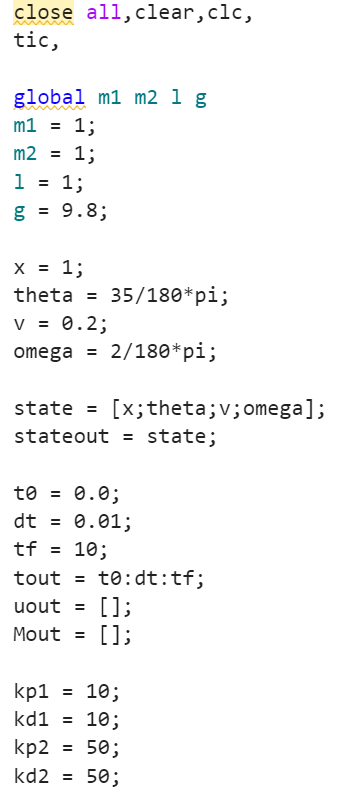 close all,clear,clc,
tic,
global m1 m2 l g
m1 = 1;
m2 = 1;
l = 1;
g = 9.8;
x = 1;
theta = 35/180*pi;
v = 0.2;
omega = 2/180*pi;
state = [x;theta;v;omega];
stateout = state;
t0 = 0.0;
dt = 0.01;
tf = 10;
tout = t0:dt:tf;
uout = [];
Mout = [];
kp1 = 10;
kd1 = 10;
kp2 = 50;
kd2 = 50;